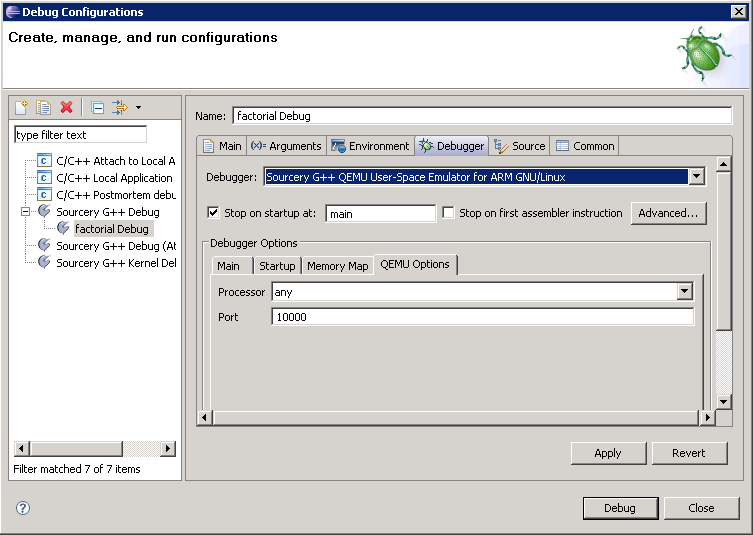 Debug Configurations
Create, manage, and run configurations
type filter text
C/C++ Attach to Local A
C/C++ Local Application
C/C++ Postmortem debu
Sourcery G++ Debug
factorial Debug
Sourcery G++ Debug (At
Sourcery G++ Kernel Del
Filter matched 7 of 7 items
Name: factorial Debug
Main (x)= Arguments Environment Debugger Source Common
Debugger: Sourcery G++ QEMU User-Space Emulator for ARM GNU/Linux
Stop on startup at: main Stop on first assembler instruction Advanced...
Debugger Options
Main Startup Memory Map QEMU Options
Processor any
Port 10000
Apply Revert
? Debug Close